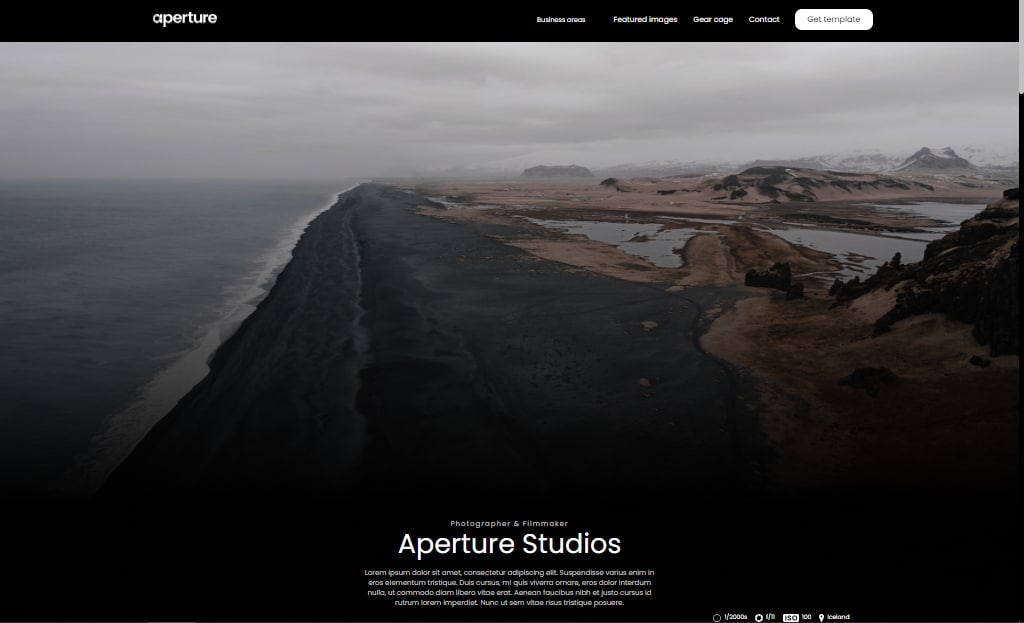 aperture
Business areas
Featured images
Gear cage
Contact
Get template
Photographer & Filmmaker
Aperture Studios
Lorem ipsum dolor sit amet, consectetur adipiscing elit. Suspendisse varius enim in
eros elementum tristique. Duis cursus, mi quis viverra ornare, eros dolor interdum
nulla, ut commodo diam libero vitae erat. Aenean faucibus nibh et justo cursus id
rutrum lorem imperdiet. Nunc ut sem vitae risus tristique posuere.
1/2000s f/11 ISO 100 Iceland